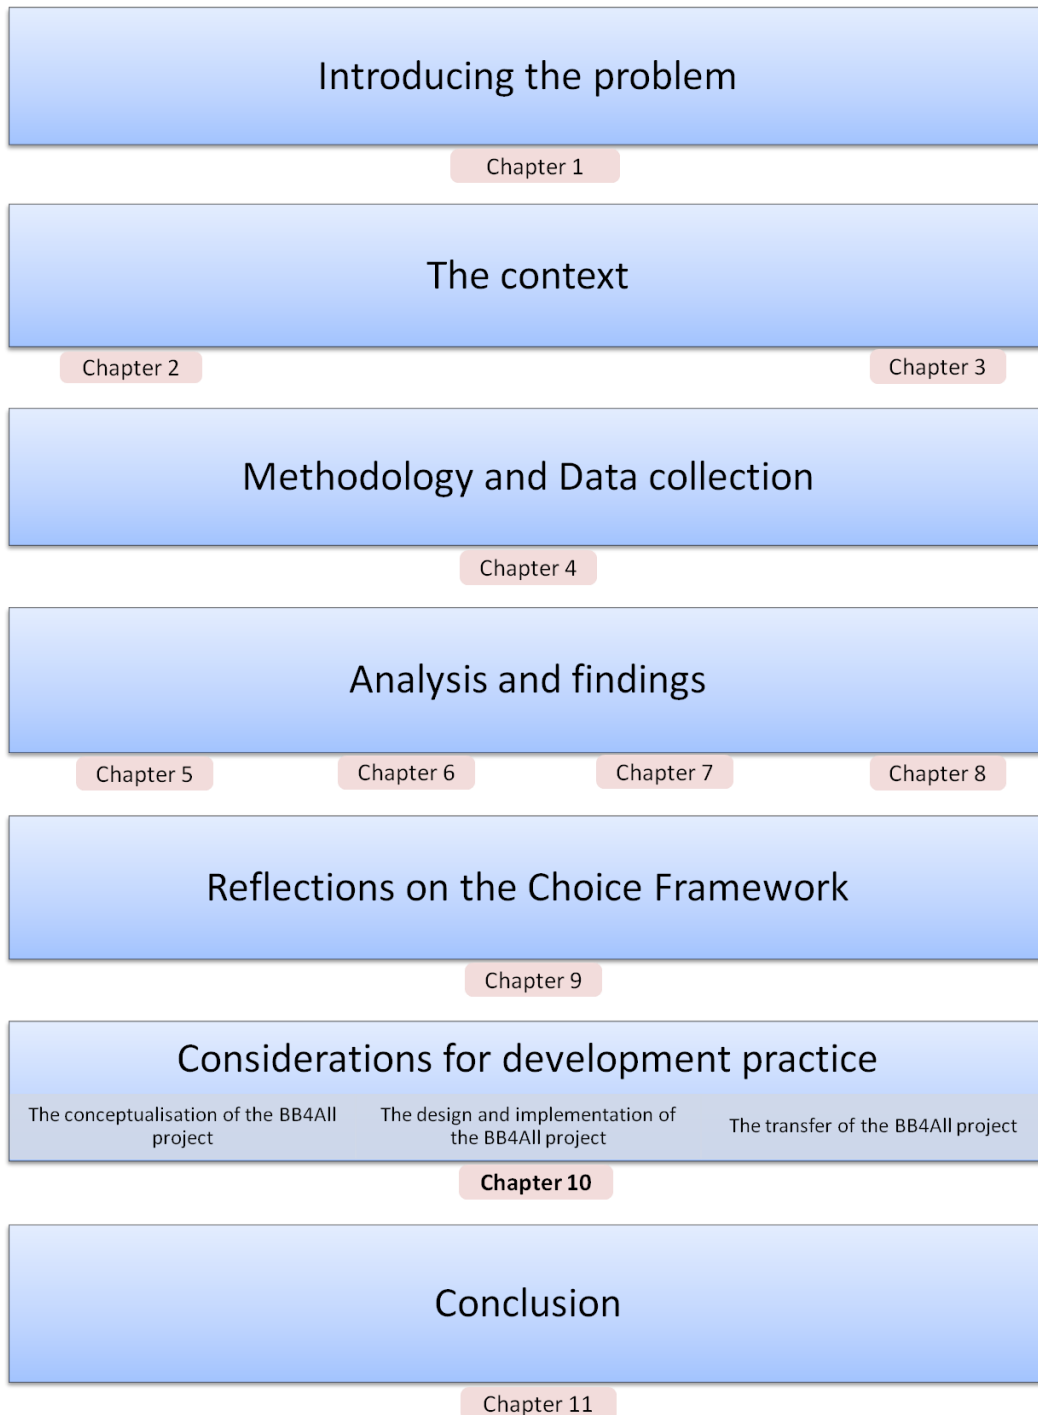 Introducing the problem
Chapter 1
The context
Chapter 2
Chapter 3
Methodology and Data collection
Chapter 4
Analysis and findings
Chapter 5
Chapter 6
Chapter 7
Chapter 8
Reflections on the Choice Framework
Chapter 9
Considerations for development practice
The conceptualisation of the BB4All
project
The design and implementation of
the BB4All project
The transfer of the BB4All project
Chapter 10
Conclusion
Chapter 11